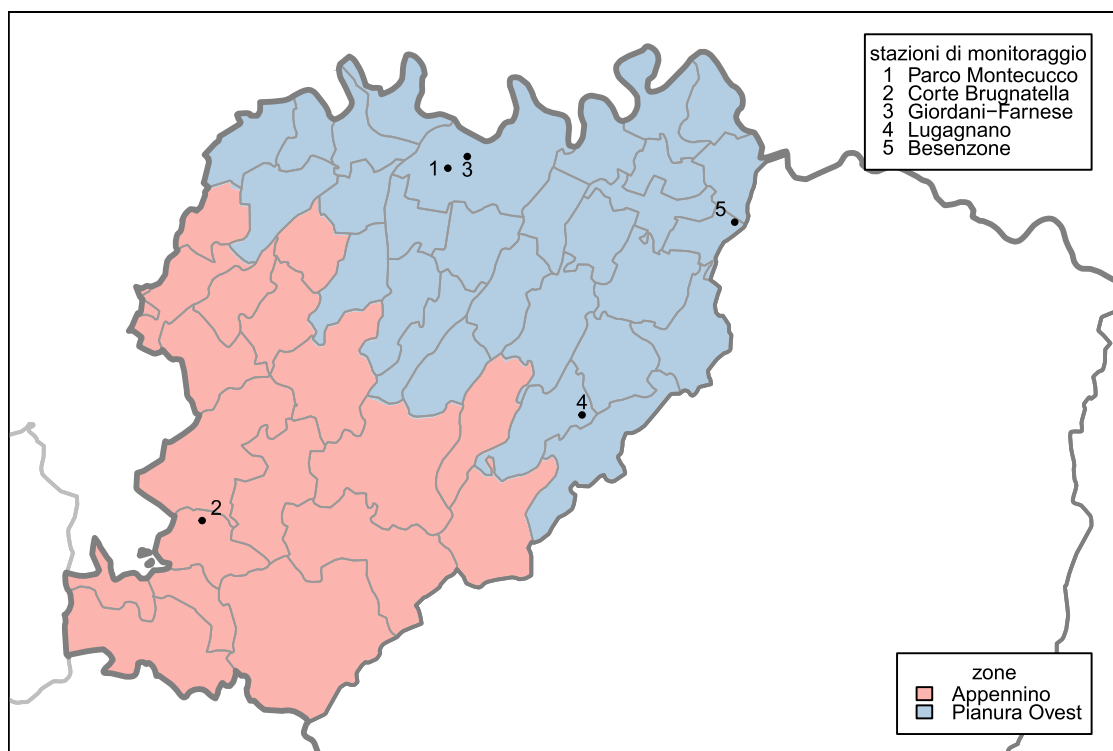 stazioni di monitoraggio
1 Parco Montecucco
2 Corte Brugnatella
3 Giordani−Farnese
4 Lugagnano
5 Besenzone
1
3
5
4
2
zone
Appennino
Pianura Ovest